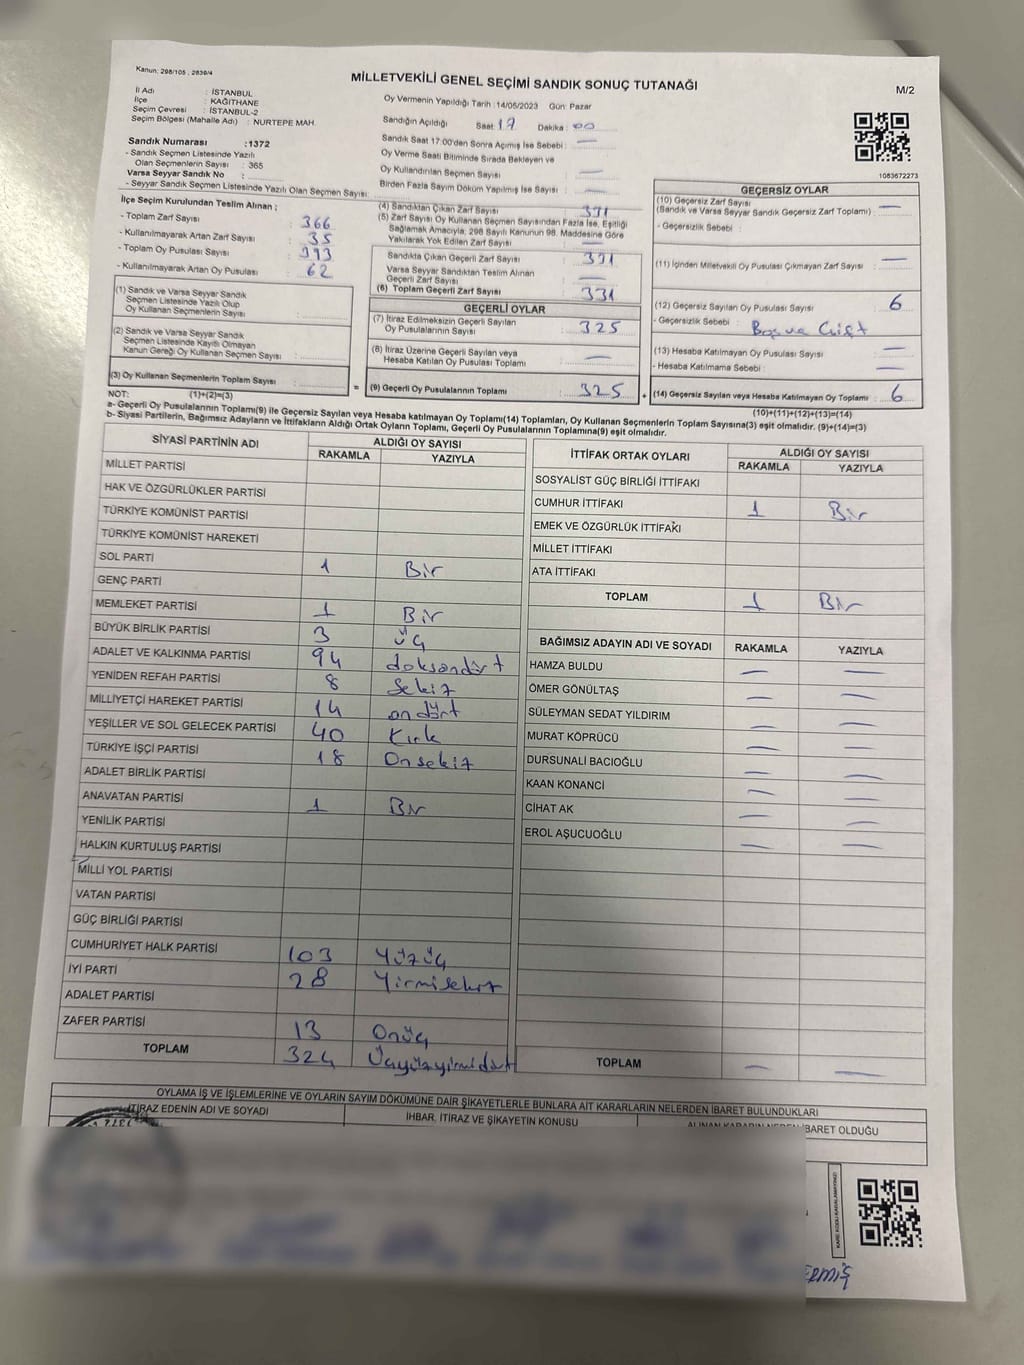 Kanun: 298/105 , 2839/4
MİLLETVEKİLİ GENEL SEÇİMİ SANDIK SONUÇ TUTANAĞI
M/2
İl Adı : İSTANBUL
İlçe : KAĞITHANE
Seçim Çevresi : İSTANBUL-2
Seçim Bölgesi (Mahalle Adı) : NURTEPE MAH.
Sandık Numarası :1372
- Sandık Seçmen Listesinde Yazılı
Olan Seçmenlerin Sayısı : 365
Varsa Seyyar Sandık No :
- Seyyar Sandık Seçmen Listesinde Yazılı Olan Seçmen Sayısı:
Oy Vermenin Yapıldığı Tarih :14/05/2023 Gün: Pazar
Sandığın Açıldığı Saat : 17 Dakika : 00
Sandık Saat 17.00'den Sonra Açımış İse Sebebi : —
Oy Verme Saati Bitiminde Sırada Bekleyen ve
Oy Kullandırılan Seçmen Sayısı : —
Birden Fazla Sayım Döküm Yapılmış İse Sayısı : —
1083672273
İlçe Seçim Kurulundan Teslim Alınan :
- Toplam Zarf Sayısı : 366
- Kullanılmayarak Artan Zarf Sayısı : 35
- Toplam Oy Pusulası Sayısı : 393
- Kullanılmayarak Artan Oy Pusulası : 62
(1) Sandık ve Varsa Seyyar Sandık
Seçmen Listesinde Yazılı Olup
Oy Kullanan Seçmenlerin Sayısı :
(2) Sandık ve Varsa Seyyar Sandık
Seçmen Listesinde Kayıtlı Olmayan
Kanun Gereği Oy Kullanan Seçmen Sayısı :
(3) Oy Kullanan Seçmenlerin Toplam Sayısı :
(4) Sandıktan Çıkan Zarf Sayısı : 331
(5) Zarf Sayısı Oy Kullanan Seçmen Sayısından Fazla İse, Eşitliği
Sağlamak Amacıyla; 298 Sayılı Kanunun 98. Maddesine Göre
Yakılarak Yok Edilen Zarf Sayısı : —
Sandıkta Çıkan Geçerli Zarf Sayısı : 331
Varsa Seyyar Sandıktan Teslim Alınan
Geçerli Zarf Sayısı : —
(6) Toplam Geçerli Zarf Sayısı : 331
GEÇERLİ OYLAR
(7) İtiraz Edilmeksizin Geçerli Sayılan
Oy Pusulalarının Sayısı : 325
(8) İtiraz Üzerine Geçerli Sayılan veya
Hesaba Katılan Oy Pusulası Toplamı : —
= (9) Geçerli Oy Pusulalarının Toplamı : 325
GEÇERSİZ OYLAR
(10) Geçersiz Zarf Sayısı
(Sandık ve Varsa Seyyar Sandık Geçersiz Zarf Toplamı) : —
- Geçersizlik Sebebi :
(11) İçinden Milletvekili Oy Pusulası Çıkmayan Zarf Sayısı : —
(12) Geçersiz Sayılan Oy Pusulası Sayısı : 6
- Geçersizlik Sebebi : Boş ve Çift
(13) Hesaba Katılmayan Oy Pusulası Sayısı : —
- Hesaba Katılmama Sebebi : —
+ (14) Geçersiz Sayılan veya Hesaba Katılmayan Oy Toplamı : 6
NOT: (1)+(2)=(3)
(10)+(11)+(12)+(13)=(14)
a- Geçerli Oy Pusulalarının Toplamı(9) ile Geçersiz Sayılan veya Hesaba katılmayan Oy Toplamı(14) Toplamları, Oy Kullanan Seçmenlerin Toplam Sayısına(3) eşit olmalıdır. (9)+(14)=(3)
b- Siyasi Partilerin, Bağımsız Adayların ve İttifakların Aldığı Ortak Oyların Toplamı, Geçerli Oy Pusulalarının Toplamına(9) eşit olmalıdır.
SİYASİ PARTİNİN ADI ALDIĞI OY SAYISI
RAKAMLA YAZIYLA
MİLLET PARTİSİ
HAK VE ÖZGÜRLÜKLER PARTİSİ
TÜRKİYE KOMÜNİST PARTİSİ
TÜRKİYE KOMÜNİST HAREKETİ
SOL PARTİ 1 Bir
GENÇ PARTİ
MEMLEKET PARTİSİ 1 Bir
BÜYÜK BİRLİK PARTİSİ 3 üç
ADALET VE KALKINMA PARTİSİ 94 doksandört
YENİDEN REFAH PARTİSİ 8 Sekiz
MİLLİYETÇİ HAREKET PARTİSİ 14 ondört
YEŞİLLER VE SOL GELECEK PARTİSİ 40 Kırk
TÜRKİYE İŞÇİ PARTİSİ 18 Onsekiz
ADALET BİRLİK PARTİSİ
ANAVATAN PARTİSİ 1 Bir
YENİLİK PARTİSİ
HALKIN KURTULUŞ PARTİSİ
MİLLİ YOL PARTİSİ
VATAN PARTİSİ
GÜÇ BİRLİĞİ PARTİSİ
CUMHURİYET HALK PARTİSİ 103 Yüzüç
İYİ PARTİ 28 Yirmisekiz
ADALET PARTİSİ
ZAFER PARTİSİ 13 Onüç
TOPLAM 324 Üçyüzyirmidört
İTTİFAK ORTAK OYLARI ALDIĞI OY SAYISI
RAKAMLA YAZIYLA
SOSYALİST GÜÇ BİRLİĞİ İTTİFAKI
CUMHUR İTTİFAKI 1 Bir
EMEK VE ÖZGÜRLÜK İTTİFAKI
MİLLET İTTİFAKI
ATA İTTİFAKI
TOPLAM 1 Bir
BAĞIMSIZ ADAYIN ADI VE SOYADI RAKAMLA YAZIYLA
HAMZA BULDU — —
ÖMER GÖNÜLTAŞ — —
SÜLEYMAN SEDAT YILDIRIM — —
MURAT KÖPRÜCÜ — —
DURSUNALİ BACIOĞLU — —
KAAN KONANCİ — —
CİHAT AK — —
EROL AŞUCUOĞLU — —
TOPLAM — —
OYLAMA İŞ VE İŞLEMLERİNE VE OYLARIN SAYIM DÖKÜMÜNE DAİR ŞİKAYETLERLE BUNLARA AİT KARARLARIN NELERDEN İBARET BULUNDUKLARI
İTİRAZ EDENİN ADI VE SOYADI İHBAR, İTİRAZ VE ŞİKAYETİN KONUSU ALINAN KARARIN NEDEN İBARET OLDUĞU
KARE KODU KARALAMAYINIZ!